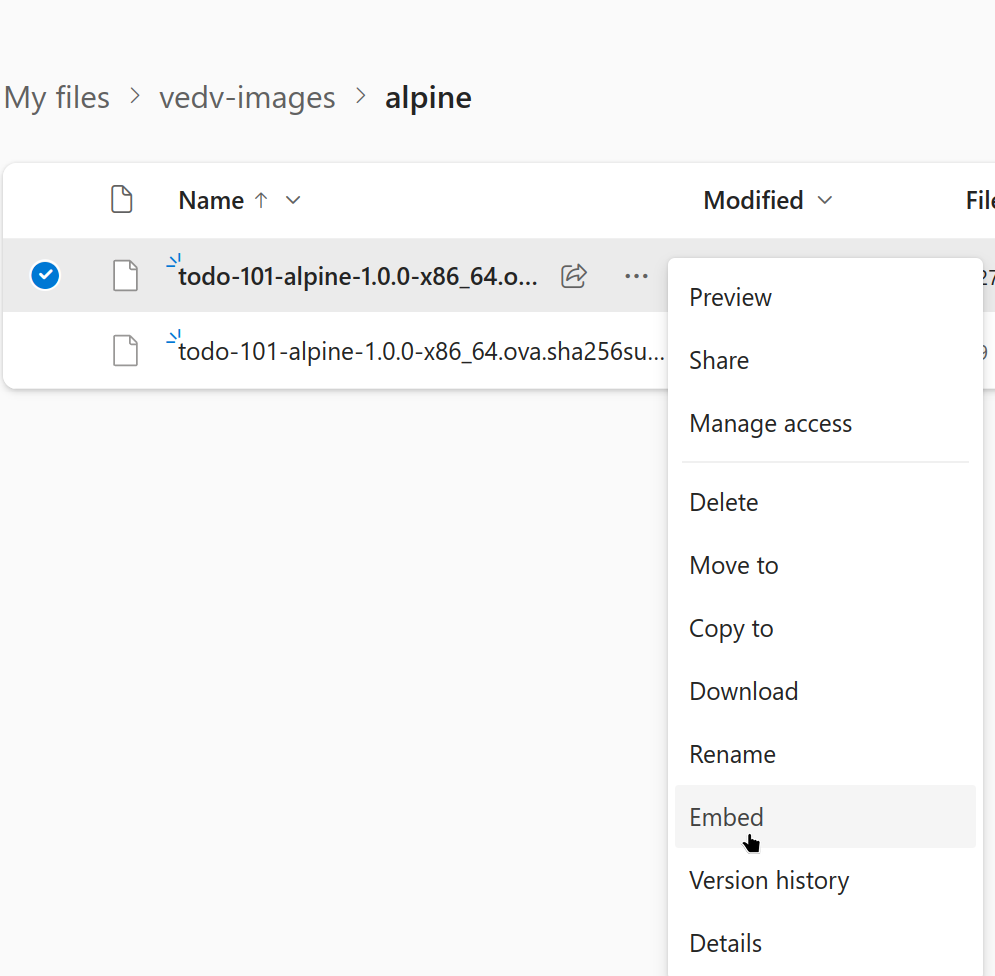 My files > vedv-images > alpine
Name Modified File
todo-101-alpine-1.0.0-x86_64.o... 27
todo-101-alpine-1.0.0-x86_64.ova.sha256su... 9
Preview
Share
Manage access
Delete
Move to
Copy to
Download
Rename
Embed
Version history
Details